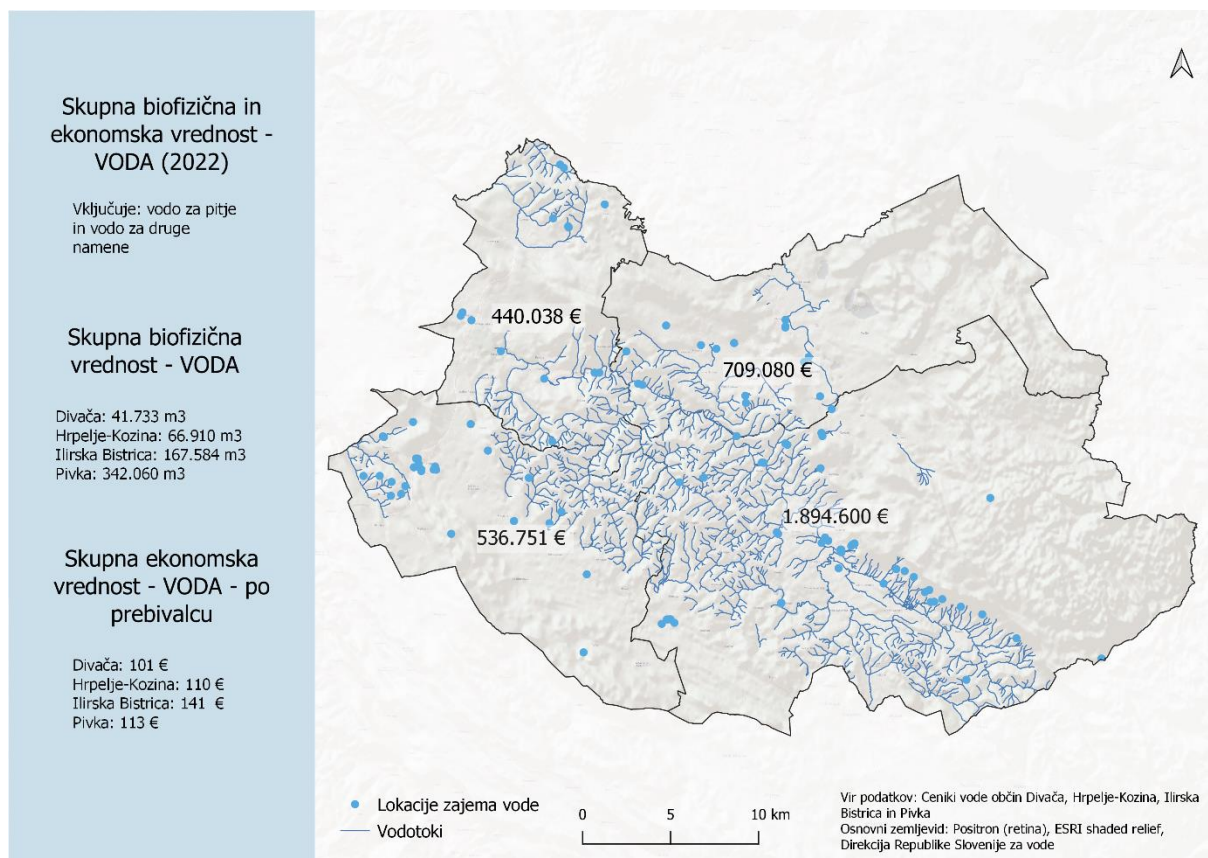 Skupna biofizična in
ekonomska vrednost -
VODA (2022)
Vključuje: vodo za pitje
in vodo za druge
namene
Skupna biofizična
vrednost - VODA
Divača: 41.733 m3
Hrpelje-Kozina: 66.910 m3
Ilirska Bistrica: 167.584 m3
Pivka: 342.060 m3
Skupna ekonomska
vrednost - VODA - po
prebivalcu
Divača: 101 €
Hrpelje-Kozina: 110 €
Ilirska Bistrica: 141 €
Pivka: 113 €
440.038 €
709.080 €
536.751 €
1.894.600 €
Lokacije zajema vode
Vodotoki
0 5 10 km
Vir podatkov: Ceniki vode občin Divača, Hrpelje-Kozina, Ilirska
Bistrica in Pivka
Osnovni zemljevid: Positron (retina), ESRI shaded relief,
Direkcija Republike Slovenije za vode